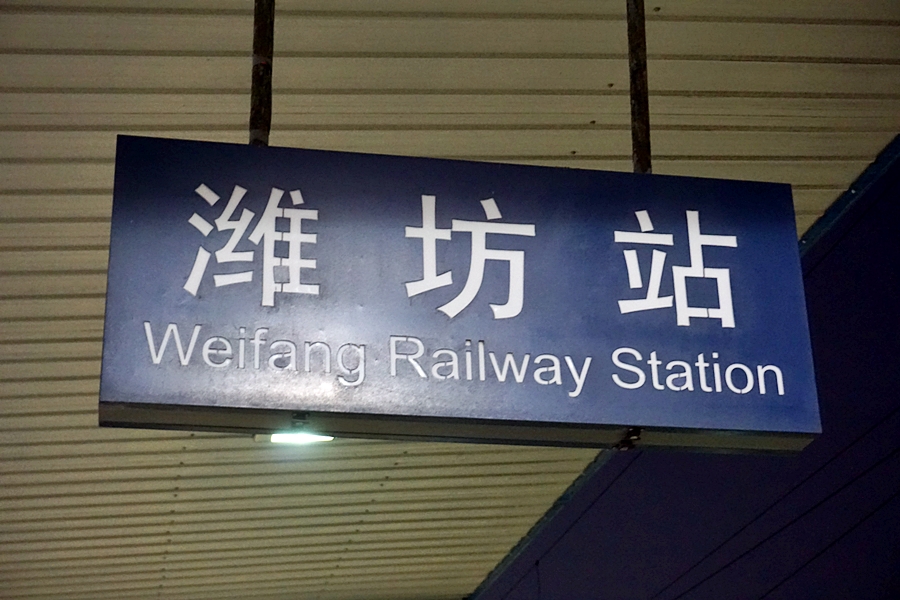 潍坊站
Weifang Railway Station